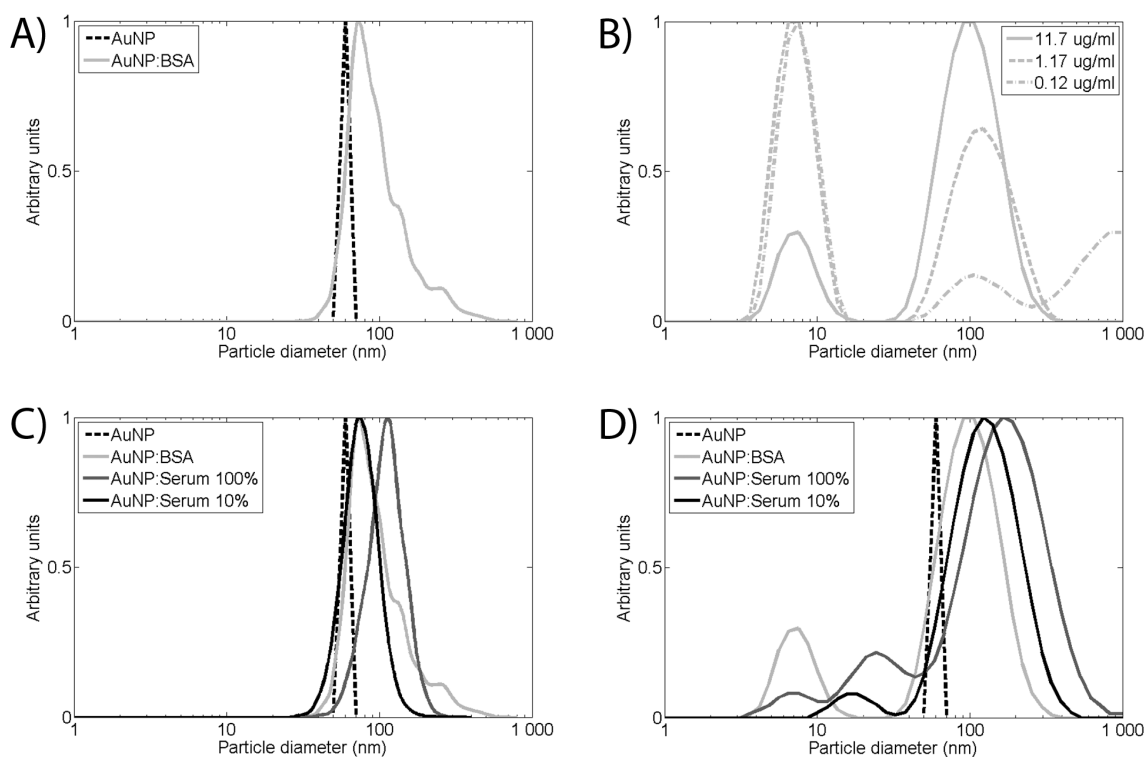 A)
AuNP
AuNP:BSA
1
0.5
0
Arbitrary units
1
10
100
1 000
Particle diameter (nm)
B)
11.7 ug/ml
1.17 ug/ml
0.12 ug/ml
1
0.5
0
Arbitrary units
1
10
100
1 000
Particle diameter (nm)
C)
AuNP
AuNP:BSA
AuNP:Serum 100%
AuNP:Serum 10%
1
0.5
0
Arbitrary units
1
10
100
1 000
Particle diameter (nm)
D)
AuNP
AuNP:BSA
AuNP:Serum 100%
AuNP:Serum 10%
1
0.5
0
Arbitrary units
1
10
100
1 000
Particle diameter (nm)